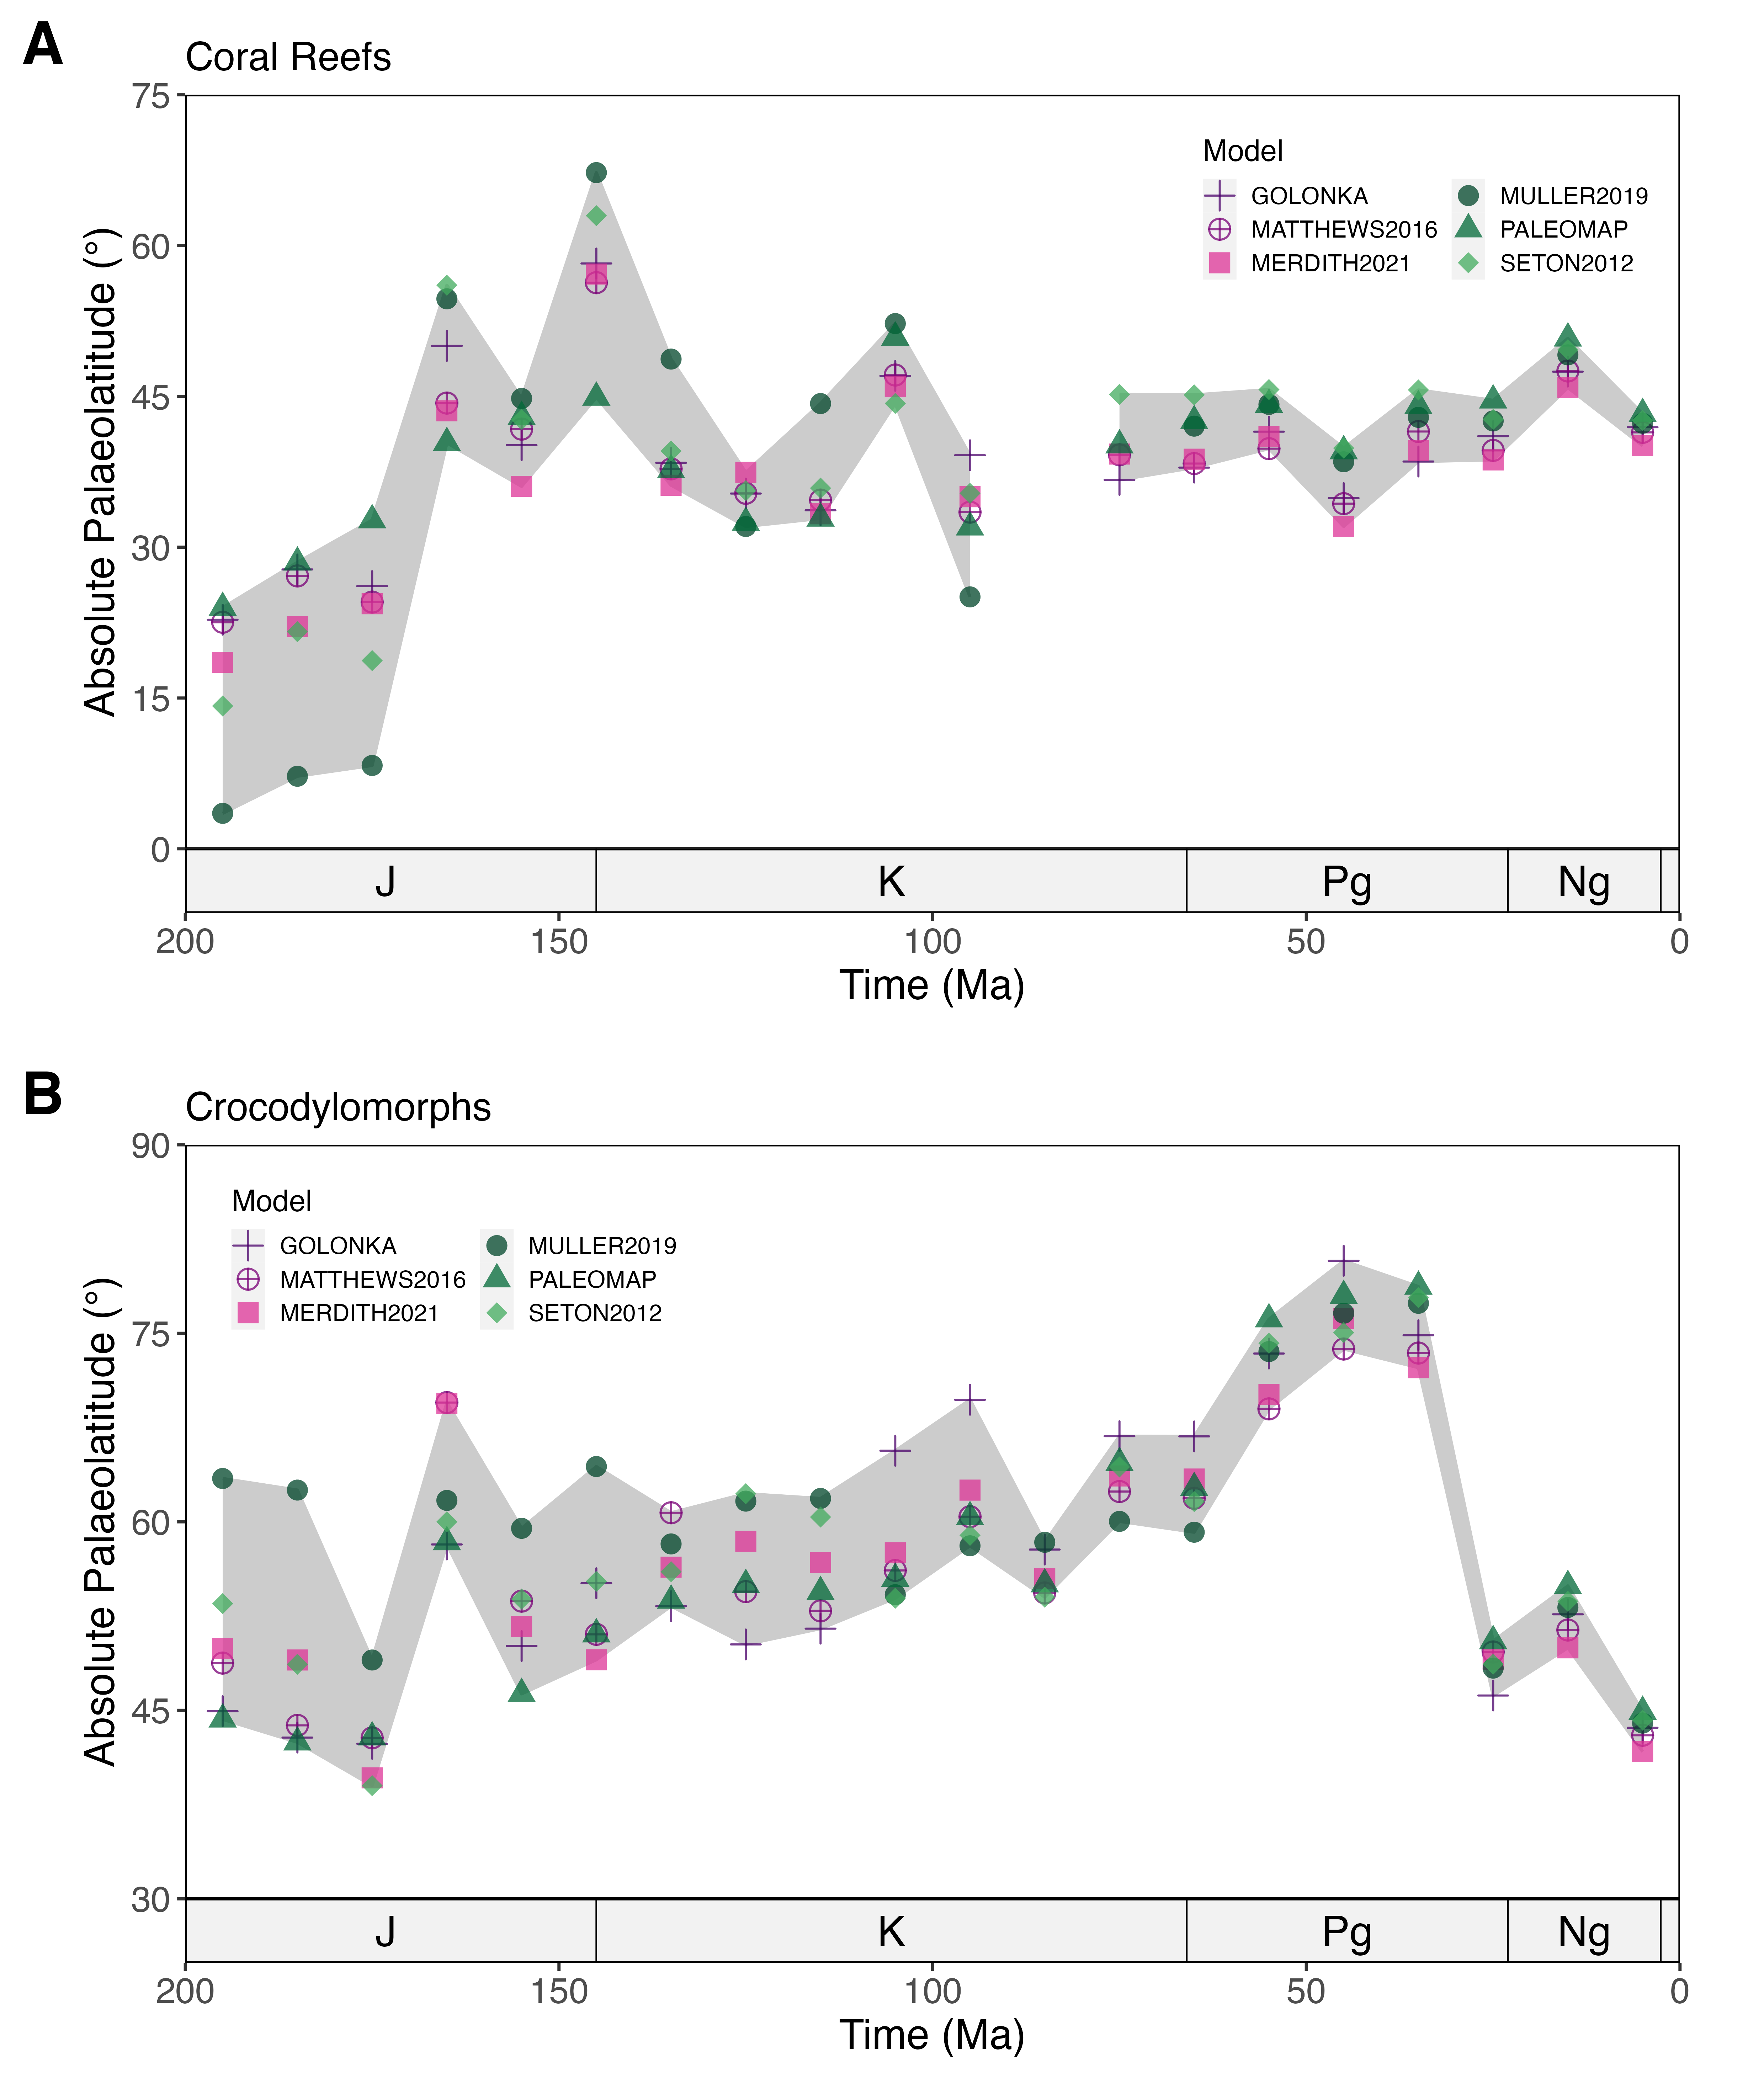 A
Coral Reefs
75
60
45
30
15
0
Absolute Palaeolatitude (°)
Model
GOLONKA
MATTHEWS2016
MERDITH2021
MULLER2019
PALEOMAP
SETON2012
J K Pg Ng
200 150 100 50 0
Time (Ma)
B
Crocodylomorphs
90
75
60
45
30
Absolute Palaeolatitude (°)
Model
GOLONKA
MATTHEWS2016
MERDITH2021
MULLER2019
PALEOMAP
SETON2012
J K Pg Ng
200 150 100 50 0
Time (Ma)